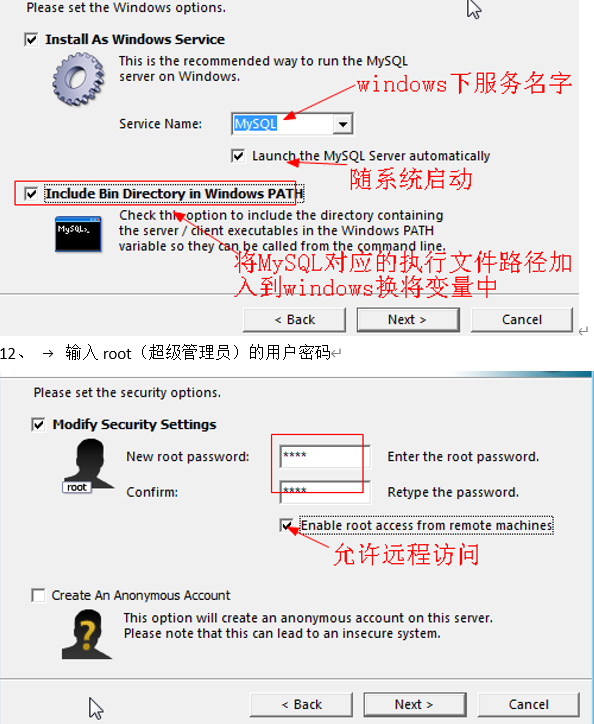 Please set the Windows options.
Install As Windows Service
This is the recommended way to run the MySQL
server on Windows.
windows下服务名字
Service Name:
MySQL
Launch the MySQL Server automatically
随系统启动
Include Bin Directory in Windows PATH
Check this option to include the directory containing
the server / client executables in the Windows PATH
variable so they can be called from the command line.
MySQL>_
将MySQL对应的执行文件路径加
入到windows换将变量中
< Back
Next >
Cancel
12、 → 输入 root（超级管理员）的用户密码
Please set the security options.
Modify Security Settings
New root password:
****
Enter the root password.
root
Confirm:
****
Retype the password.
Enable root access from remote machines
允许远程访问
Create An Anonymous Account
This option will create an anonymous account on this server.
Please note that this can lead to an insecure system.
< Back
Next >
Cancel